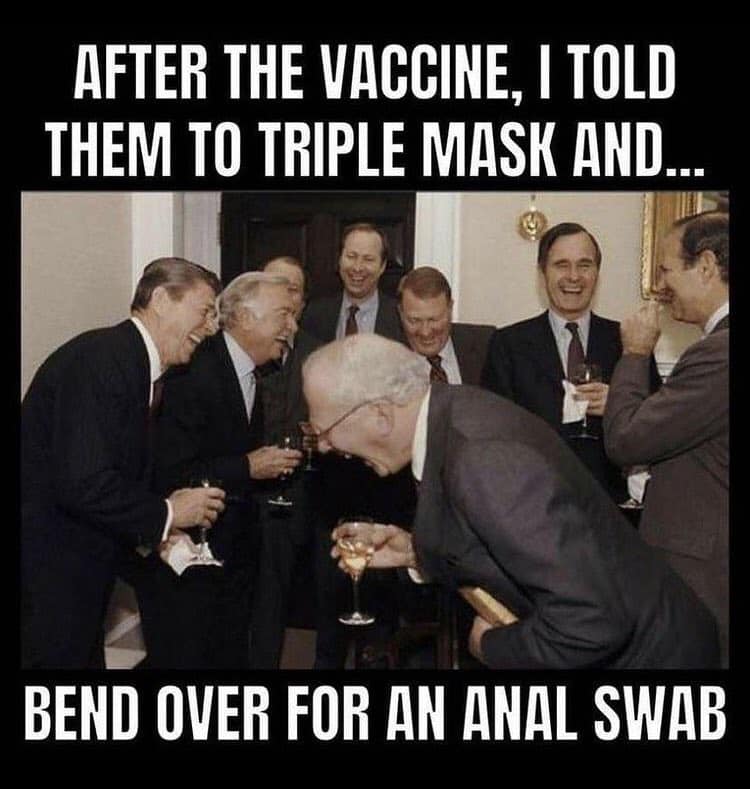 AFTER THE VACCINE, I TOLD
THEM TO TRIPLE MASK AND...
BEND OVER FOR AN ANAL SWAB